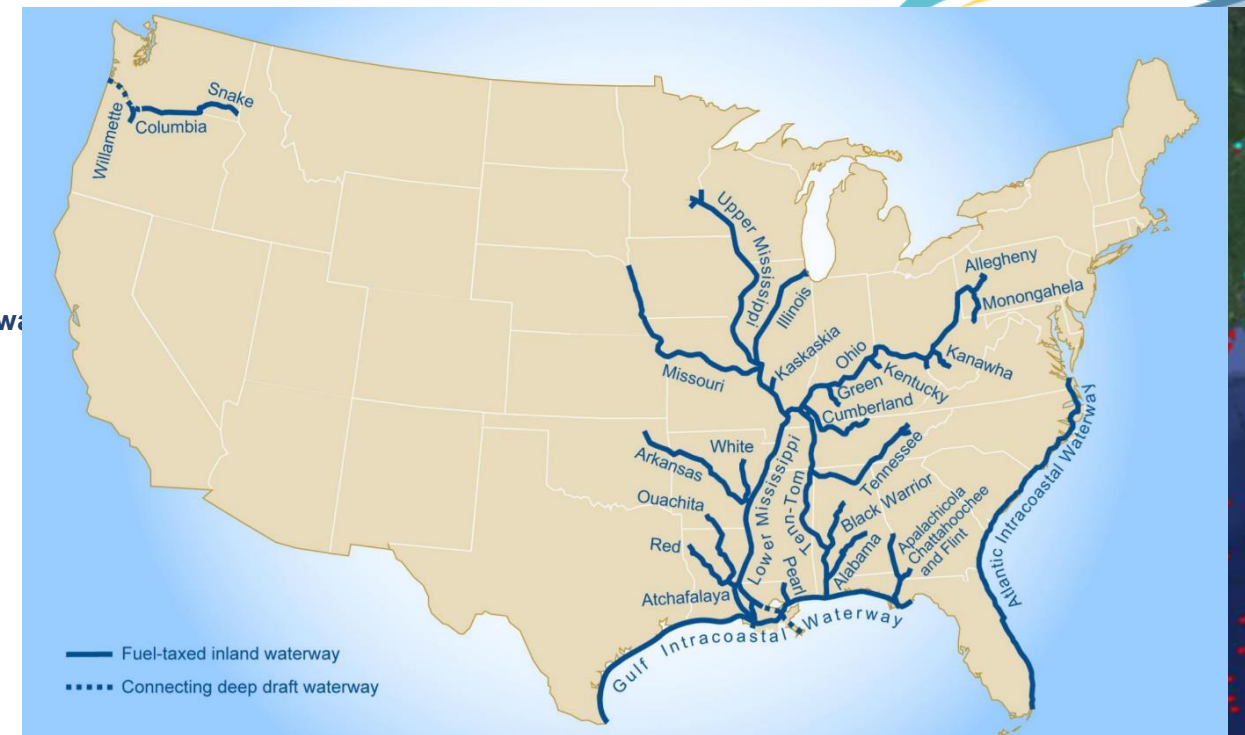 Snake
Columbia
Willamette
Upper Mississippi
Illinois
Allegheny
Monongahela
Kaskaskia
Ohio
Kanawha
Missouri
Green
Kentucky
Cumberland
White
Arkansas
Tennessee
Ouachita
Lower Mississippi
Tenn-Tom
Black Warrior
Red
Pearl
Alabama
Apalachicola
Chattahoochee
and Flint
Atchafalaya
Atlantic Intracoastal Waterway
Gulf Intracoastal Waterway
Fuel-taxed inland waterway
Connecting deep draft waterway